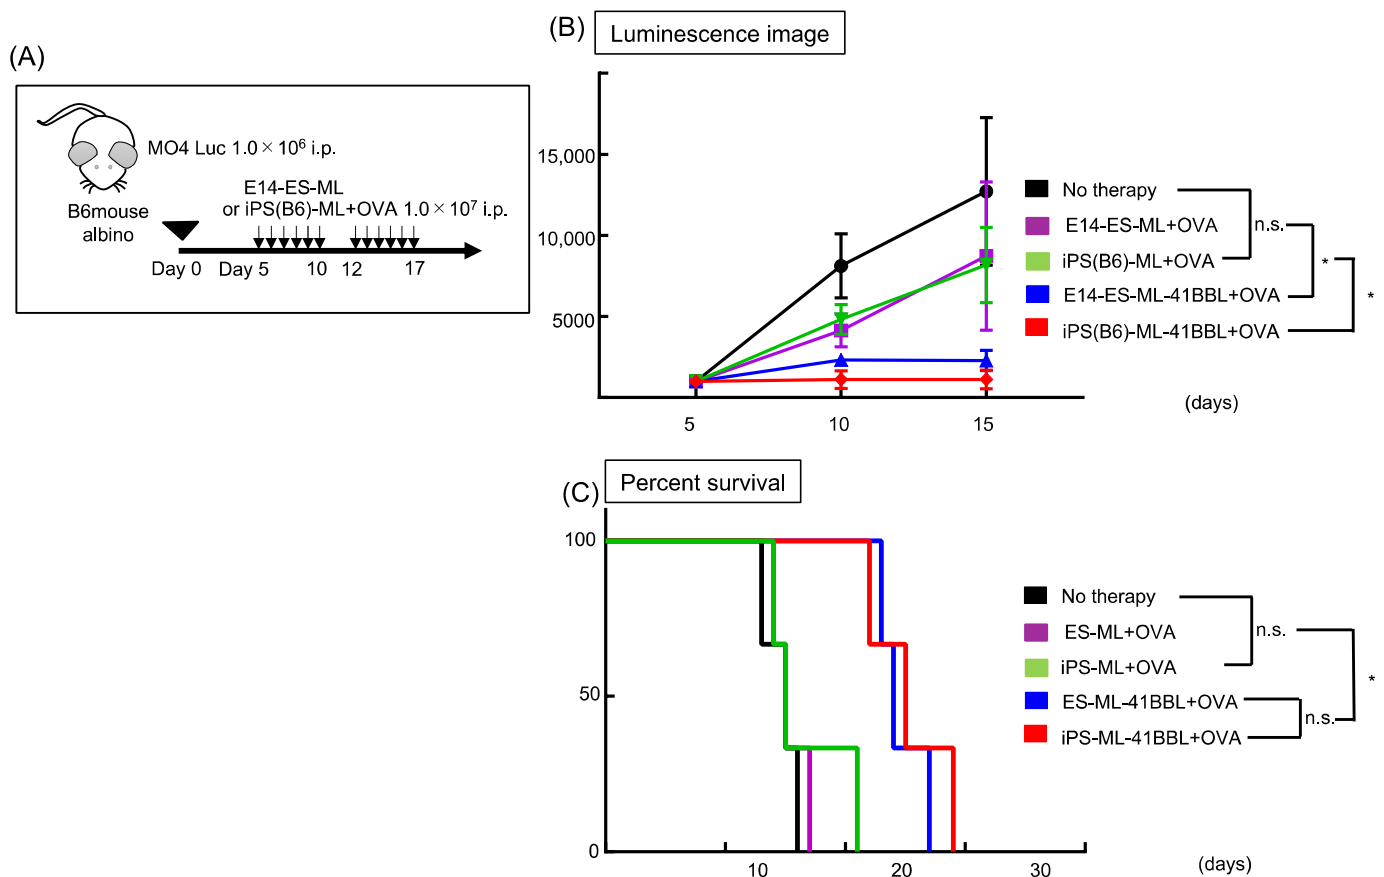 (A)
MO4 Luc 1.0 × 10⁶ i.p.
E14-ES-ML
or iPS(B6)-ML+OVA 1.0 × 10⁷ i.p.
B6mouse
albino
Day 0 Day 5 10 12 17
(B)
Luminescence image
15,000
10,000
5000
5 10 15
(days)
No therapy
E14-ES-ML+OVA
iPS(B6)-ML+OVA
E14-ES-ML-41BBL+OVA
iPS(B6)-ML-41BBL+OVA
n.s.
*
*
(C)
Percent survival
100
50
0
10 20 30
(days)
No therapy
ES-ML+OVA
iPS-ML+OVA
ES-ML-41BBL+OVA
iPS-ML-41BBL+OVA
n.s.
n.s.
*